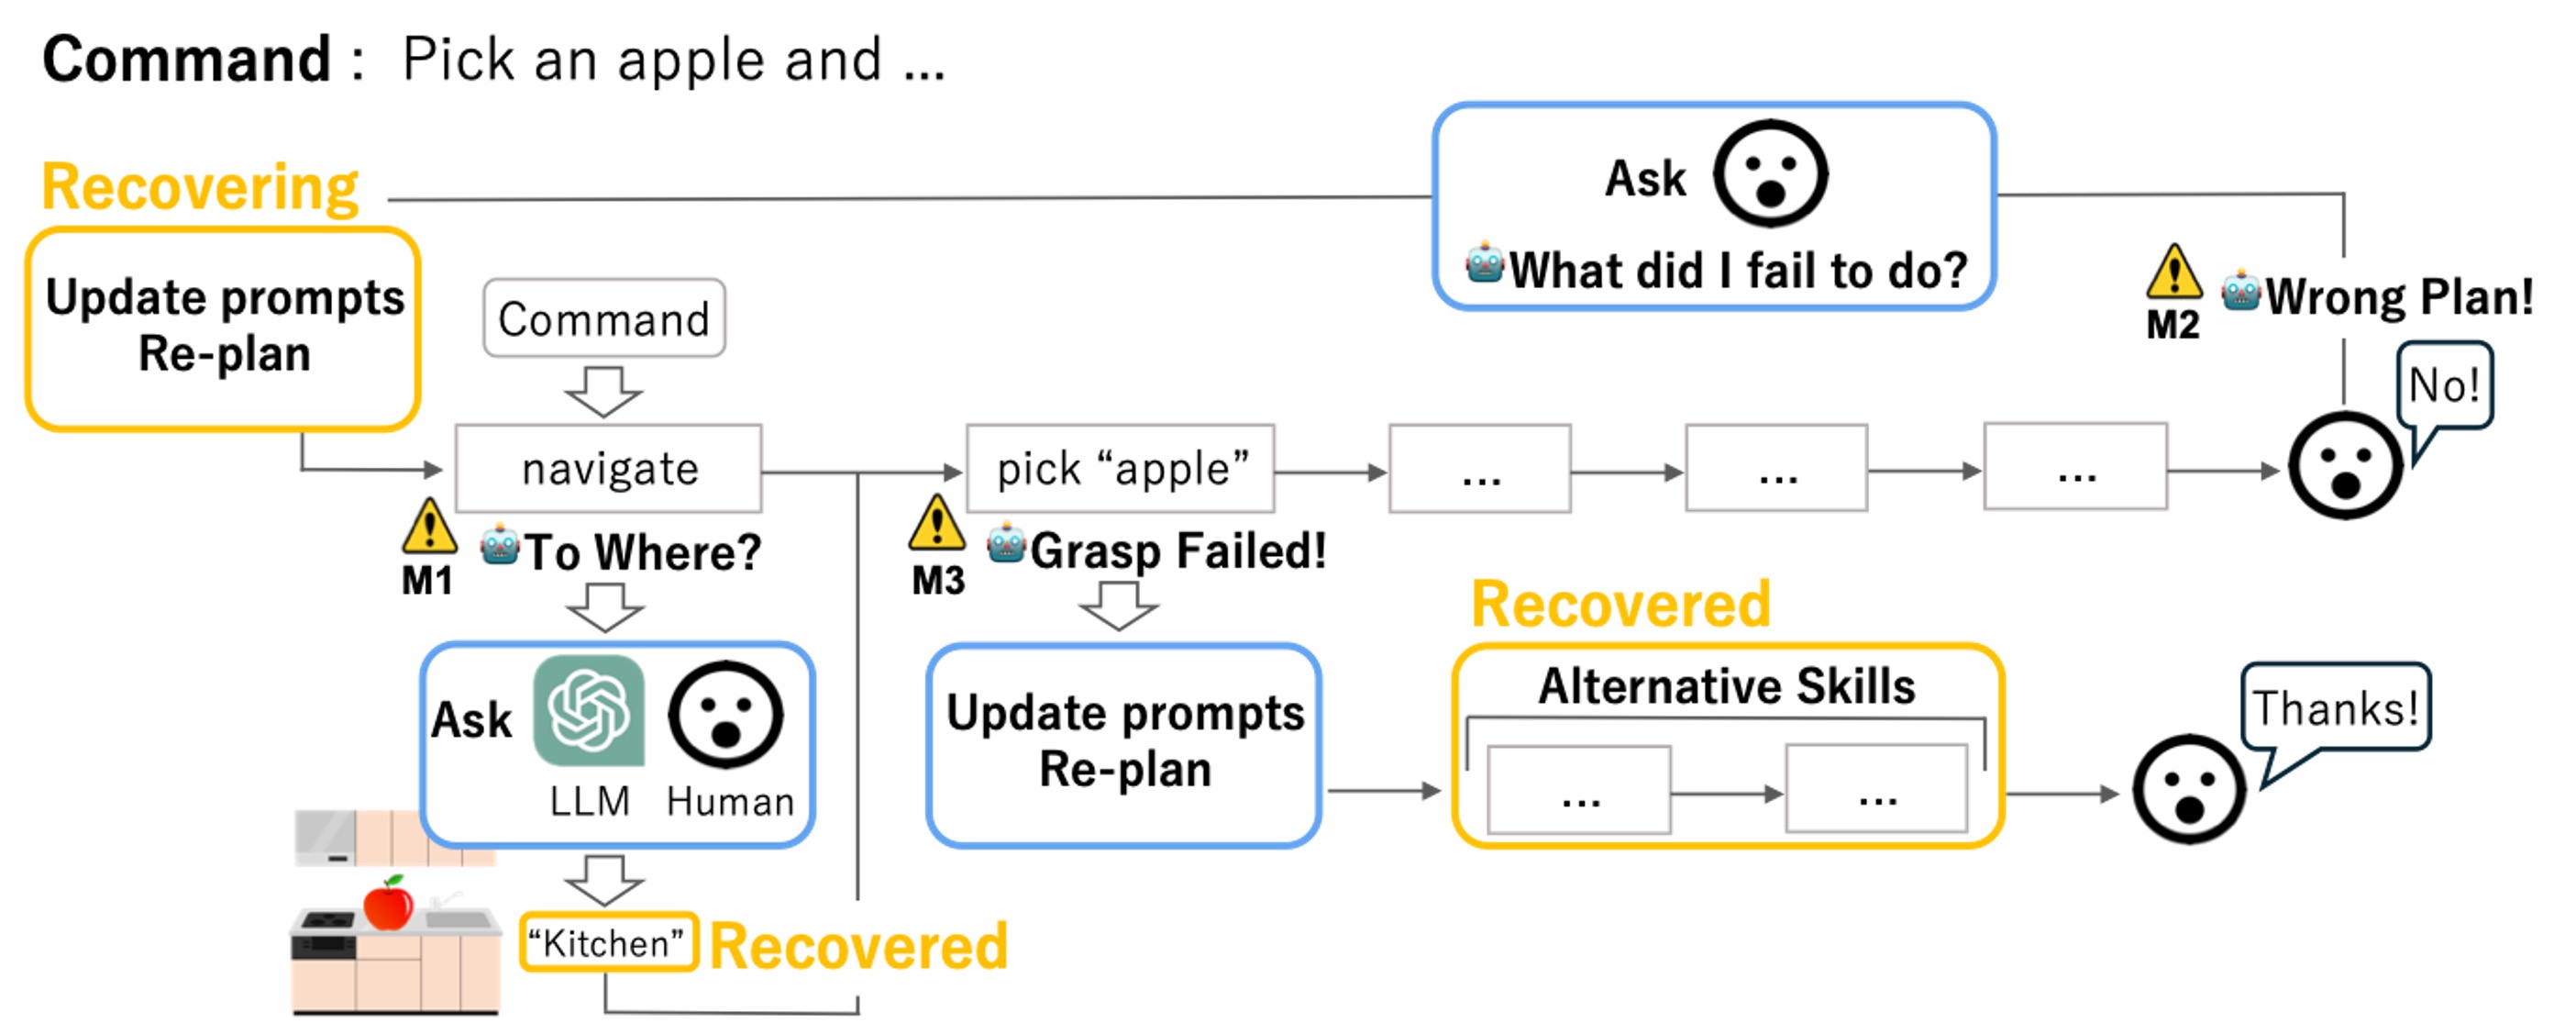 Command : Pick an apple and ...
Recovering
Update prompts
Re-plan
Ask
What did I fail to do?
M2
Wrong Plan!
No!
Command
navigate
pick “apple”
...
...
...
M1
To Where?
M3
Grasp Failed!
Ask
LLM
Human
Update prompts
Re-plan
Recovered
Alternative Skills
...
...
Thanks!
“Kitchen”
Recovered